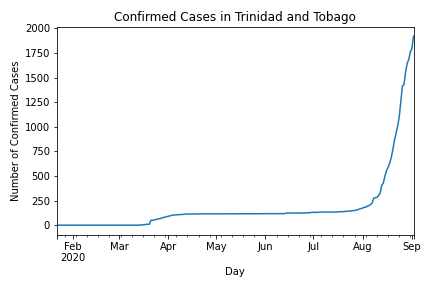 Confirmed Cases in Trinidad and Tobago
Number of Confirmed Cases
2000
1750
1500
1250
1000
750
500
250
0
Feb Mar Apr May Jun Jul Aug Sep
2020
Day